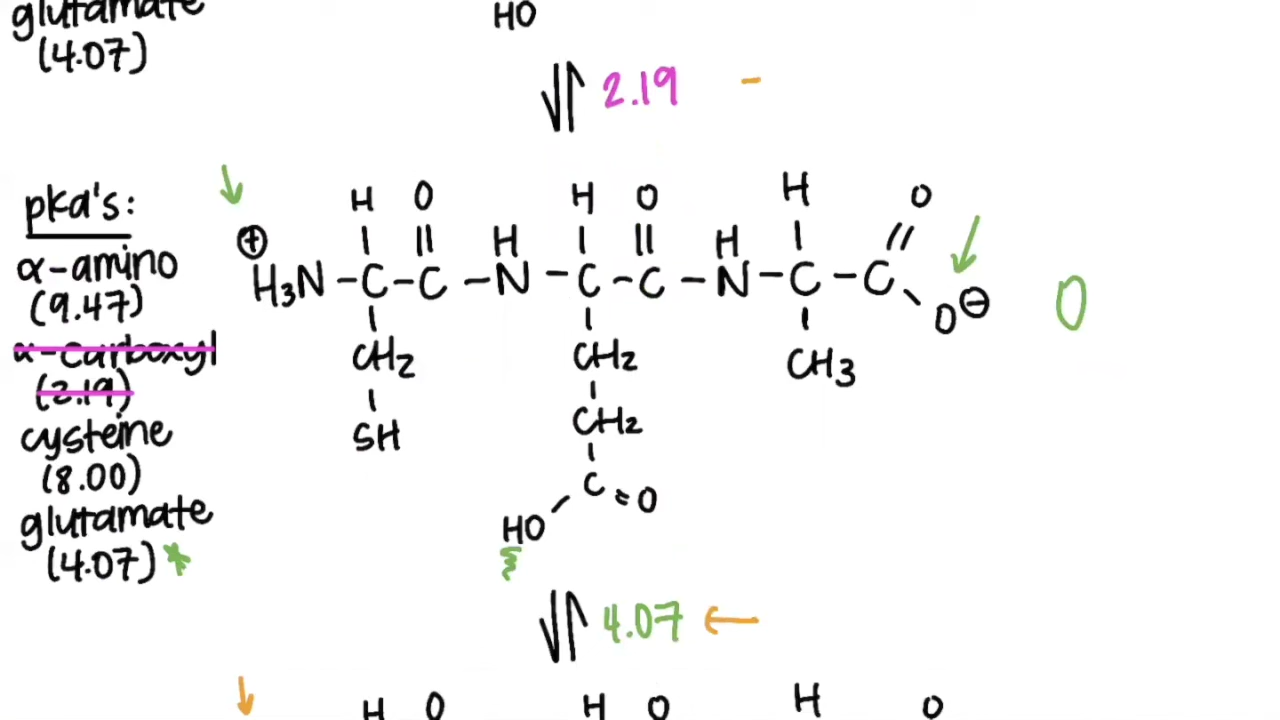 glutamate
(4.07)
HO
2.19 -
pka's:
α-amino
(9.47)
α-carboxyl
(2.19)
cysteine
(8.00)
glutamate
(4.07) *
H O H O H O
⊕ H H
H₃N - C - C - N - C - C - N - C - C
O⊖
0
CH₂ CH₂ CH₃
SH CH₂
C = O
HO
4.07 ←
H O H O H O